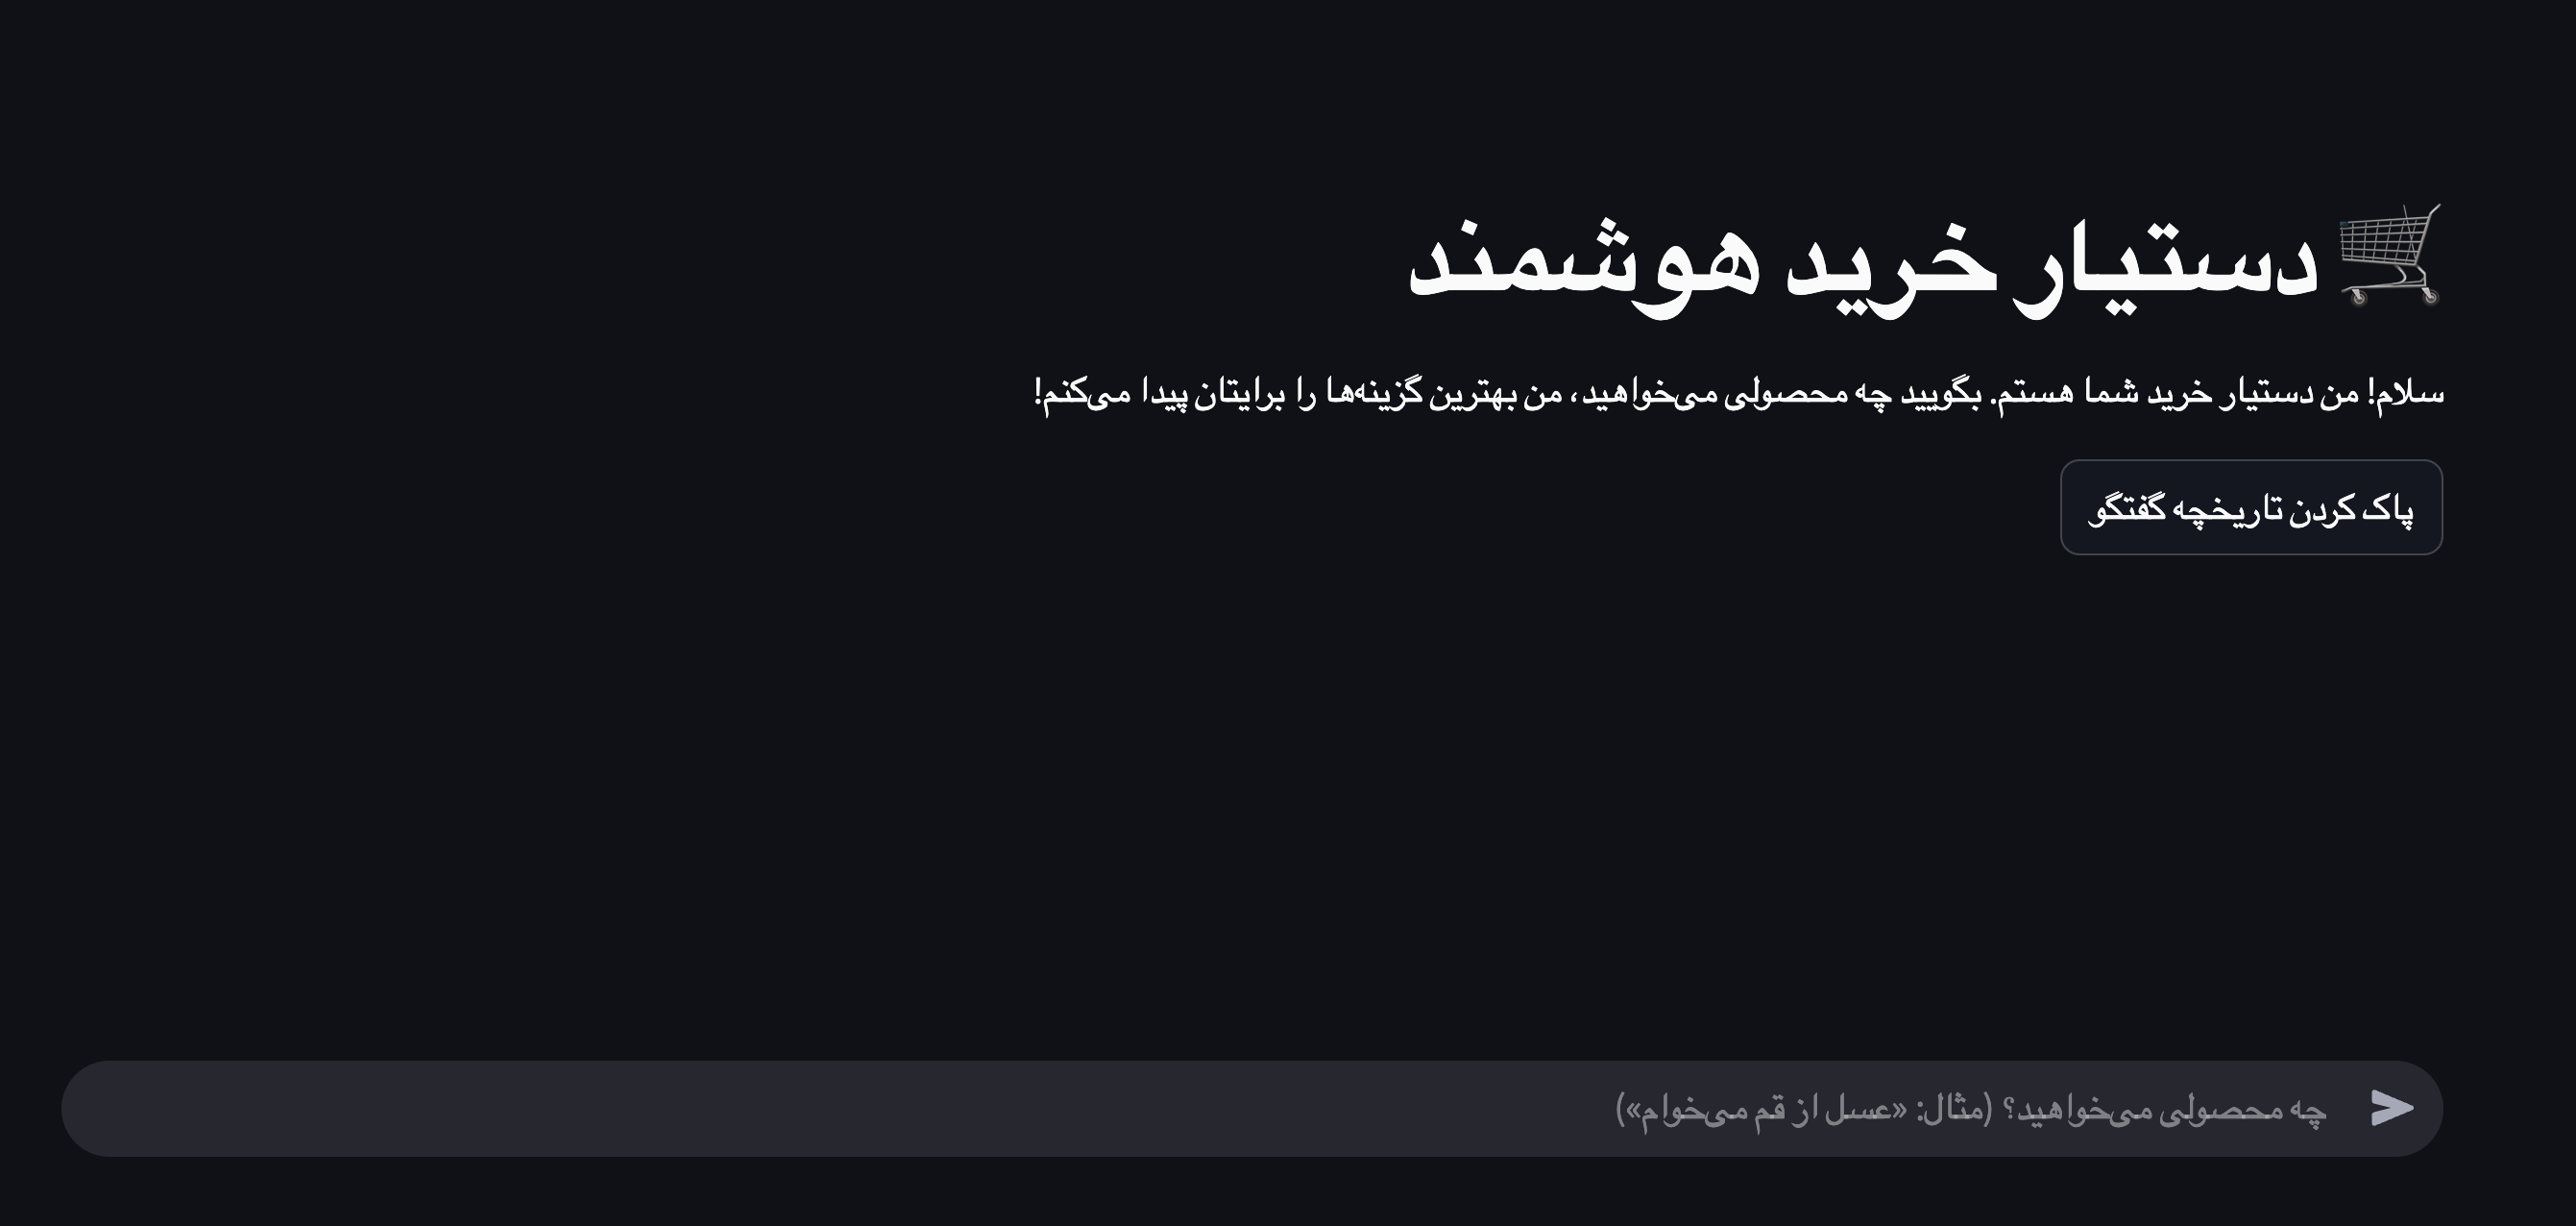 🛒 دستیار خرید هوشمند
سلام! من دستیار خرید شما هستم. بگویید چه محصولی می‌خواهید، من بهترین گزینه‌ها را برایتان پیدا می‌کنم!
پاک کردن تاریخچه گفتگو
چه محصولی می‌خواهید؟ (مثال: «عسل از قم می‌خوام»)